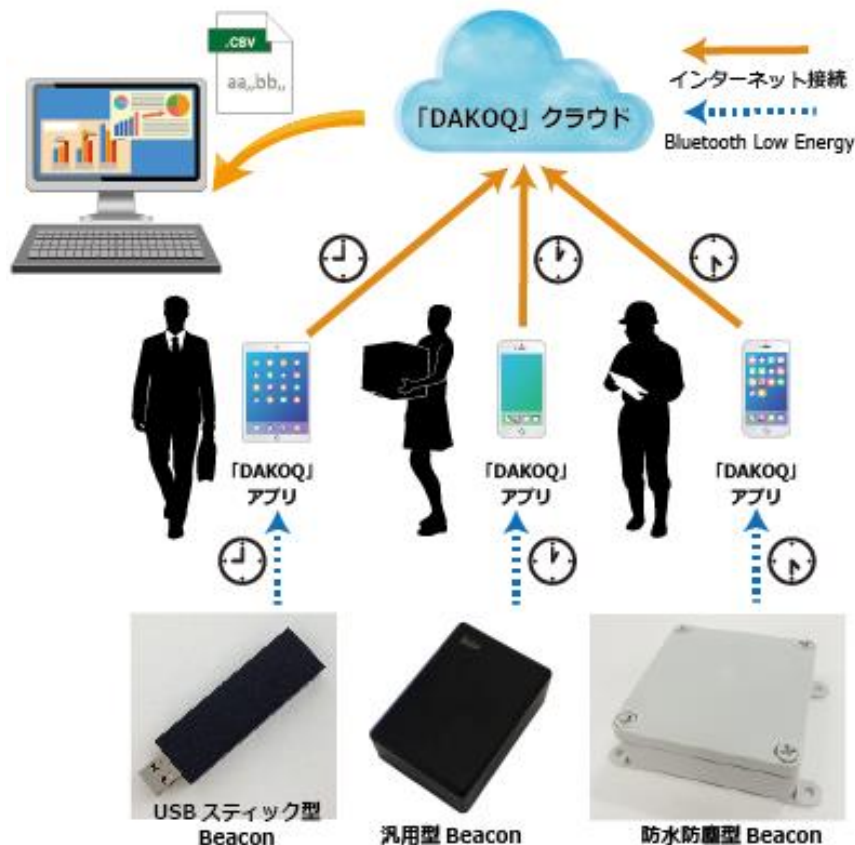 .CSV
aa,,bb,,
「DAKOQ」クラウド
インターネット接続
Bluetooth Low Energy
「DAKOQ」
アプリ
「DAKOQ」
アプリ
「DAKOQ」
アプリ
USB スティック型
Beacon
汎用型 Beacon
防水防塵型 Beacon